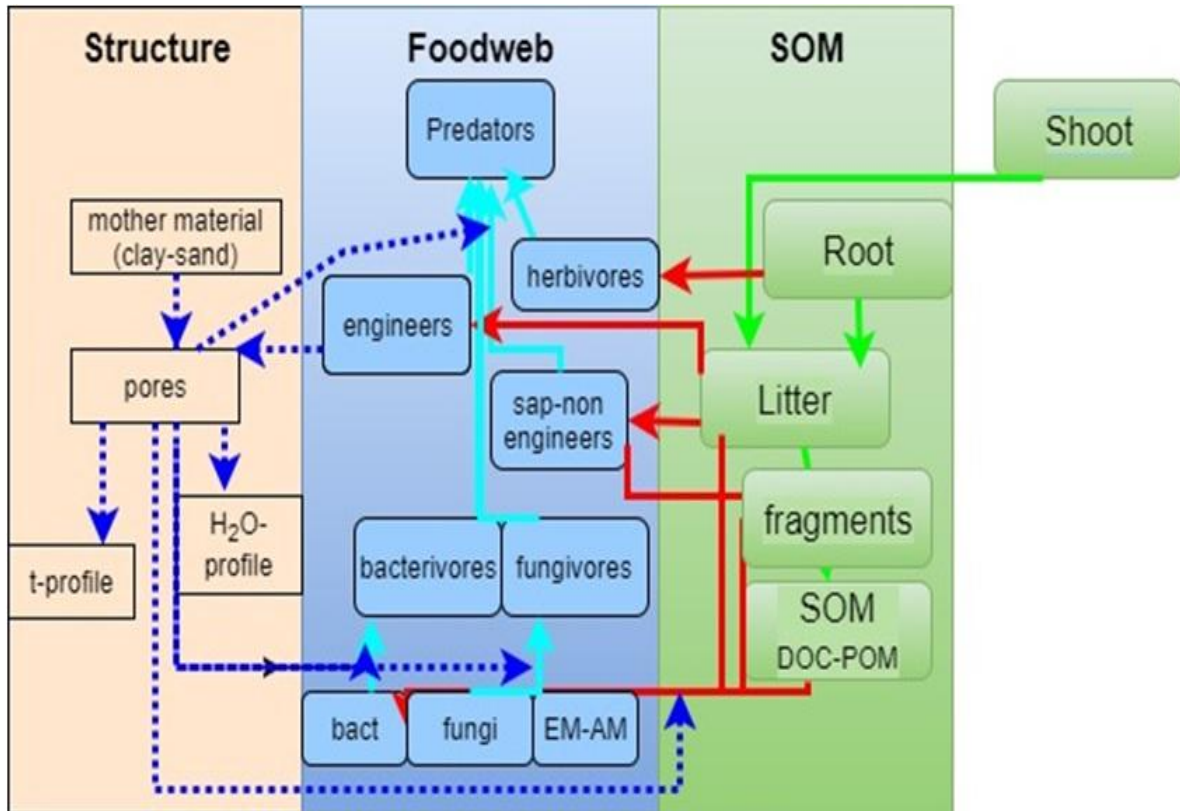 Structure
Foodweb
SOM
Predators
Shoot
mother material
(clay-sand)
Root
herbivores
engineers
pores
Litter
sap-non
engineers
H₂O-
profile
fragments
bacterivores
fungivores
t-profile
SOM
DOC-POM
bact
fungi
EM-AM